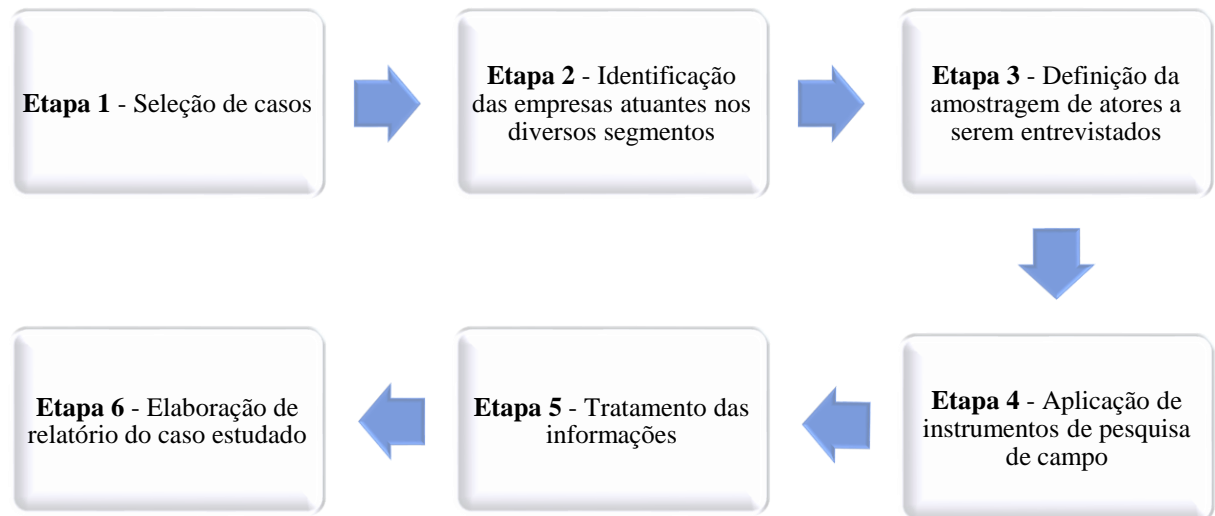 Etapa 1 - Seleção de casos
Etapa 2 - Identificação
das empresas atuantes nos
diversos segmentos
Etapa 3 - Definição da
amostragem de atores a
serem entrevistados
Etapa 4 - Aplicação de
instrumentos de pesquisa
de campo
Etapa 5 - Tratamento das
informações
Etapa 6 - Elaboração de
relatório do caso estudado